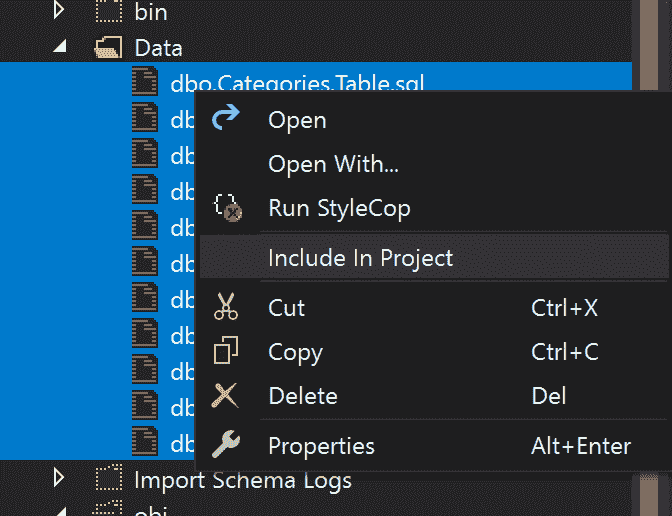 bin
Data
dbo.Categories.Table.sql
db
Open
Open With...
db
db
Run StyleCop
db
db
Include In Project
db
Cut Ctrl+X
db
Copy Ctrl+C
db
Delete Del
db
db
Properties Alt+Enter
Import Schema Logs
obj